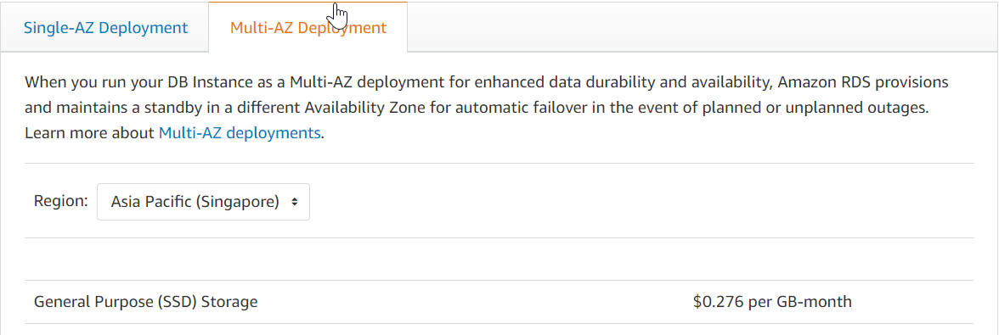 Single-AZ Deployment
Multi-AZ Deployment
When you run your DB Instance as a Multi-AZ deployment for enhanced data durability and availability, Amazon RDS provisions
and maintains a standby in a different Availability Zone for automatic failover in the event of planned or unplanned outages.
Learn more about Multi-AZ deployments.
Region: Asia Pacific (Singapore)
General Purpose (SSD) Storage $0.276 per GB-month